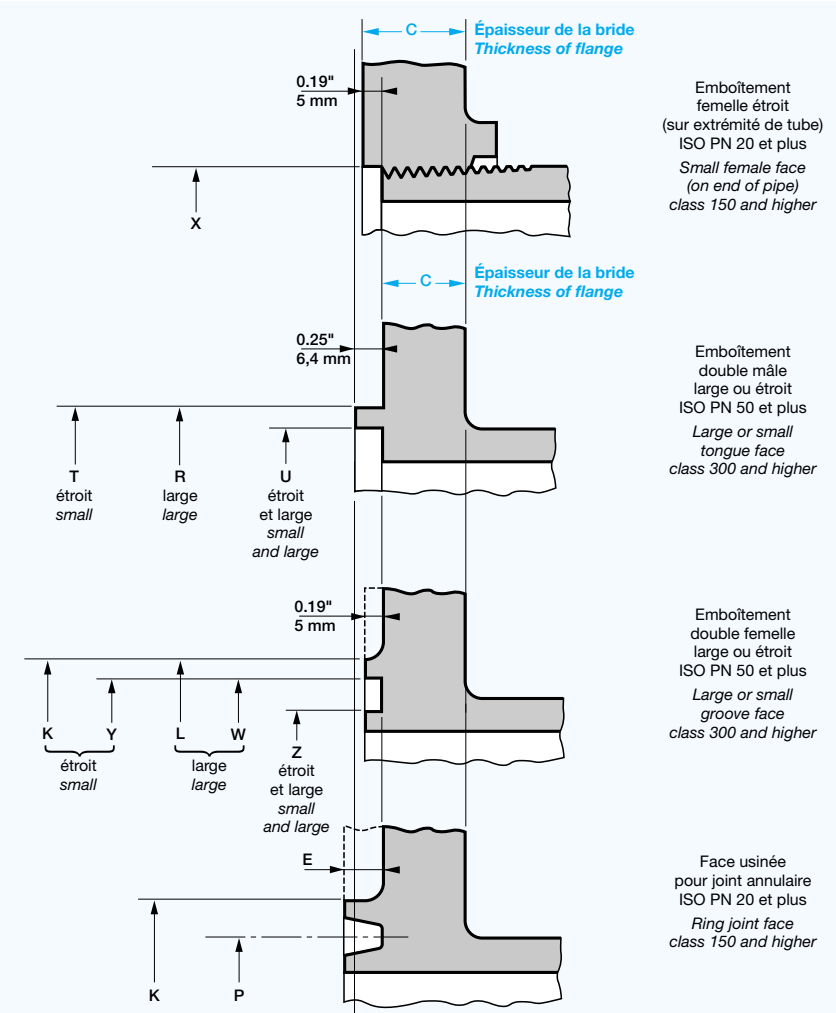 C
Épaisseur de la bride
Thickness of flange
0.19"
5 mm
X
Emboîtement
femelle étroit
(sur extrémité de tube)
ISO PN 20 et plus
Small female face
(on end of pipe)
class 150 and higher
C
Épaisseur de la bride
Thickness of flange
0.25"
6,4 mm
T
étroit
small
R
large
large
U
étroit
et large
small
and large
Emboîtement
double mâle
large ou étroit
ISO PN 50 et plus
Large or small
tongue face
class 300 and higher
0.19"
5 mm
K
Y
étroit
small
L
W
large
large
Z
étroit
et large
small
and large
Emboîtement
double femelle
large ou étroit
ISO PN 50 et plus
Large or small
groove face
class 300 and higher
E
K
P
Face usinée
pour joint annulaire
ISO PN 20 et plus
Ring joint face
class 150 and higher